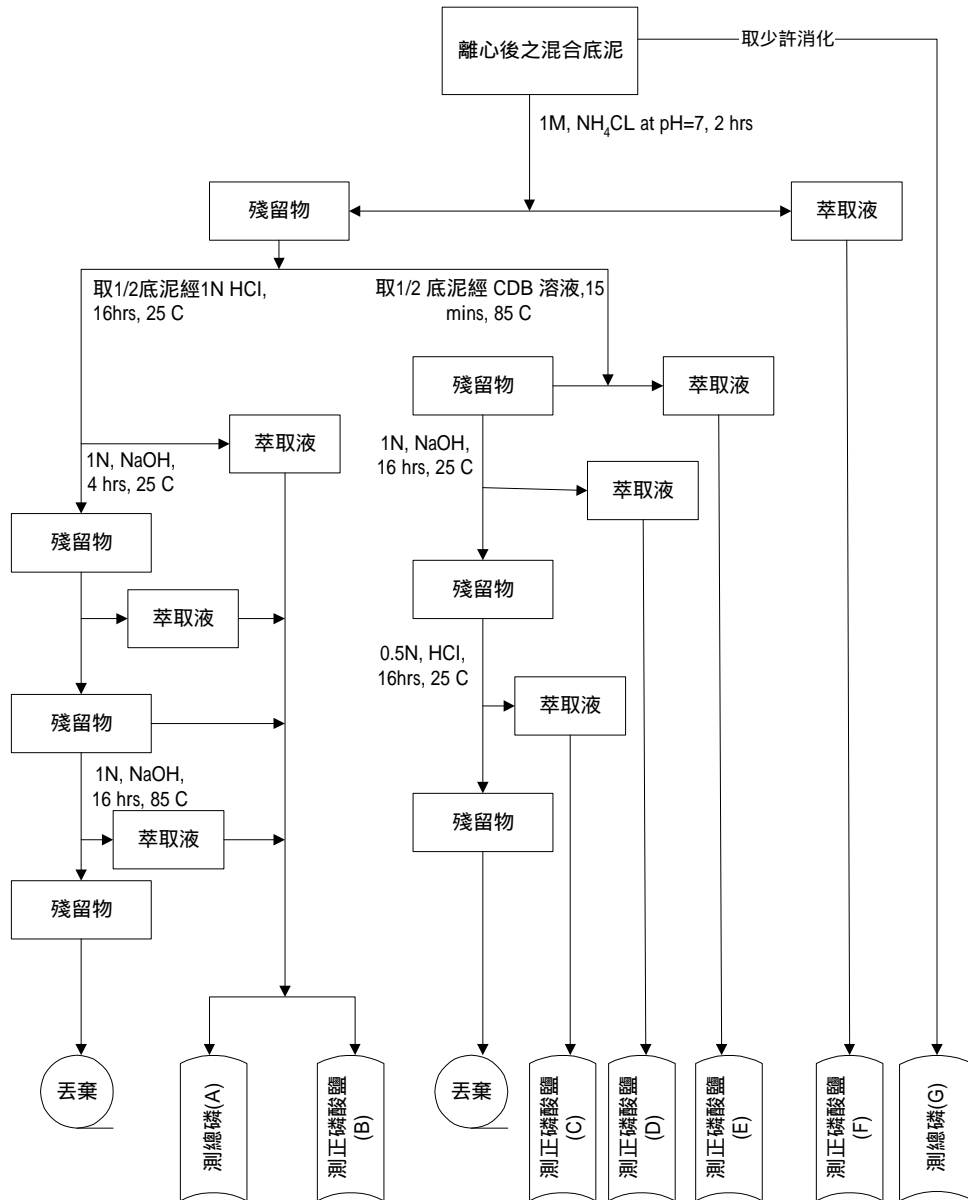 離心後之混合底泥
取少許消化
1M, NH₄CL at pH=7, 2 hrs
殘留物
萃取液
取1/2底泥經1N HCl,
16hrs, 25 C
取1/2 底泥經 CDB 溶液,15
mins, 85 C
殘留物
萃取液
萃取液
1N, NaOH,
4 hrs, 25 C
1N, NaOH,
16 hrs, 25 C
萃取液
殘留物
殘留物
萃取液
0.5N, HCl,
16hrs, 25 C
殘留物
萃取液
1N, NaOH,
16 hrs, 85 C
萃取液
殘留物
殘留物
丟棄
測總磷(A)
測正磷酸鹽
(B)
丟棄
測正磷酸鹽
(C)
測正磷酸鹽
(D)
測正磷酸鹽
(E)
測正磷酸鹽
(F)
測總磷(G)